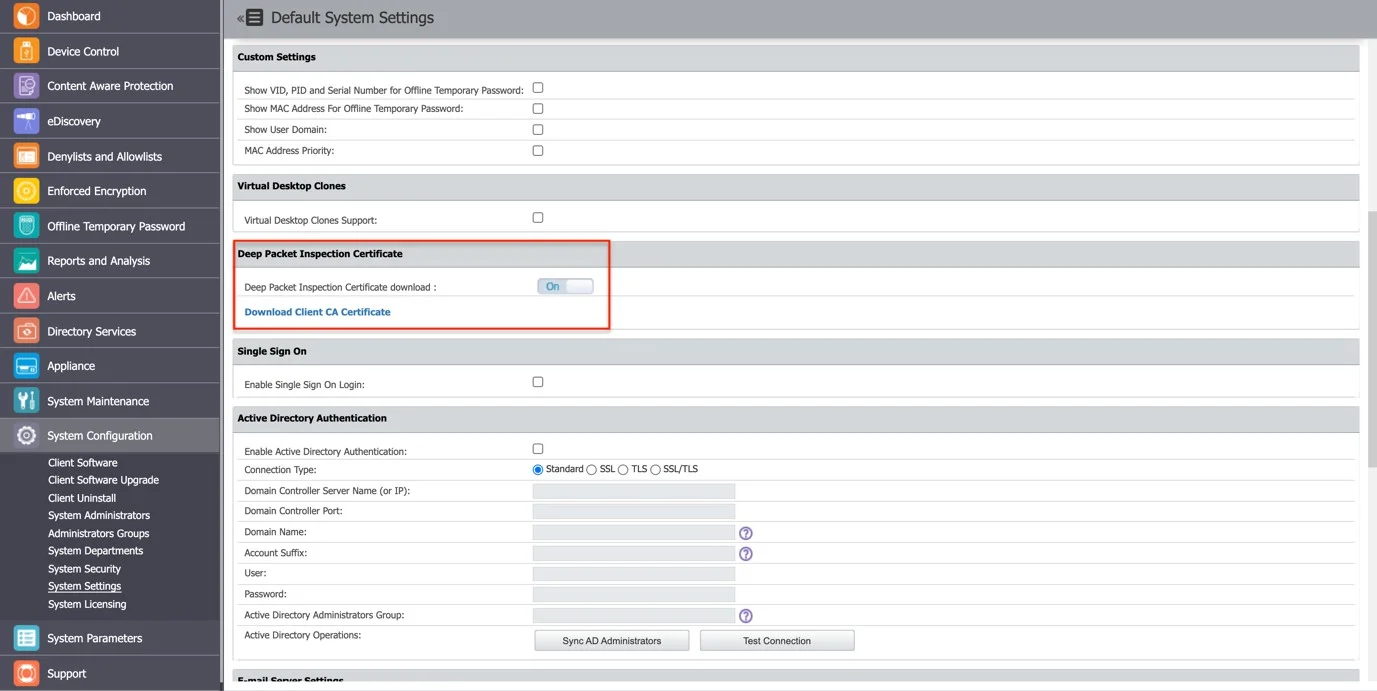 Dashboard
Device Control
Content Aware Protection
eDiscovery
Denylists and Allowlists
Enforced Encryption
Offline Temporary Password
Reports and Analysis
Alerts
Directory Services
Appliance
System Maintenance
System Configuration
Client Software
Client Software Upgrade
Client Uninstall
System Administrators
Administrators Groups
System Departments
System Security
System Settings
System Licensing
System Parameters
Support
Default System Settings
Custom Settings
Show VID, PID and Serial Number for Offline Temporary Password:
Show MAC Address For Offline Temporary Password:
Show User Domain:
MAC Address Priority:
Virtual Desktop Clones
Virtual Desktop Clones Support:
Deep Packet Inspection Certificate
Deep Packet Inspection Certificate download : On
Download Client CA Certificate
Single Sign On
Enable Single Sign On Login:
Active Directory Authentication
Enable Active Directory Authentication:
Connection Type: Standard SSL TLS SSL/TLS
Domain Controller Server Name (or IP):
Domain Controller Port:
Domain Name: ?
Account Suffix: ?
User:
Password:
Active Directory Administrators Group: ?
Active Directory Operations: Sync AD Administrators Test Connection
E-mail Server Settings